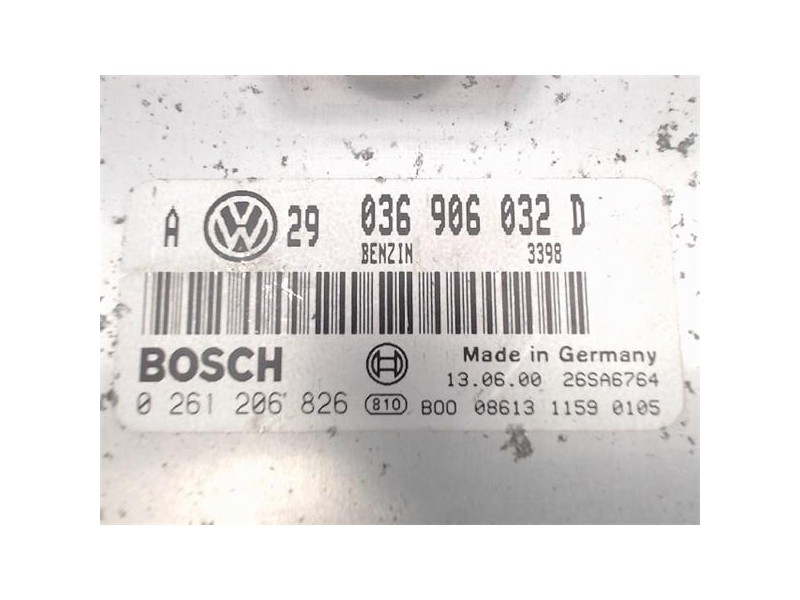 A VW 29 036 906 032 D
BENZIN 3398
BOSCH Made in Germany
13.06.00 26SA6764
0 261 206 826 810 B00 08613 1159 0105